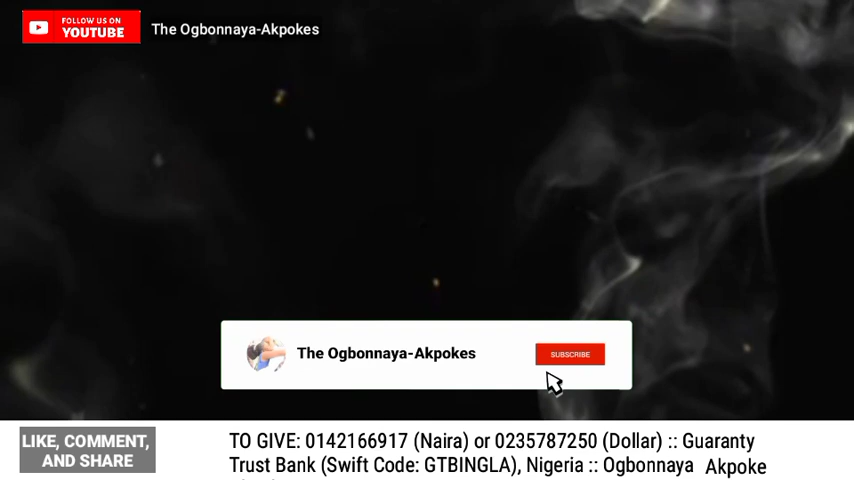 FOLLOW US ON
YOUTUBE
The Ogbonnaya-Akpokes
The Ogbonnaya-Akpokes
SUBSCRIBE
LIKE, COMMENT,
AND SHARE
TO GIVE: 0142166917 (Naira) or 0235787250 (Dollar) :: Guaranty
Trust Bank (Swift Code: GTBINGLA), Nigeria :: Ogbonnaya Akpoke